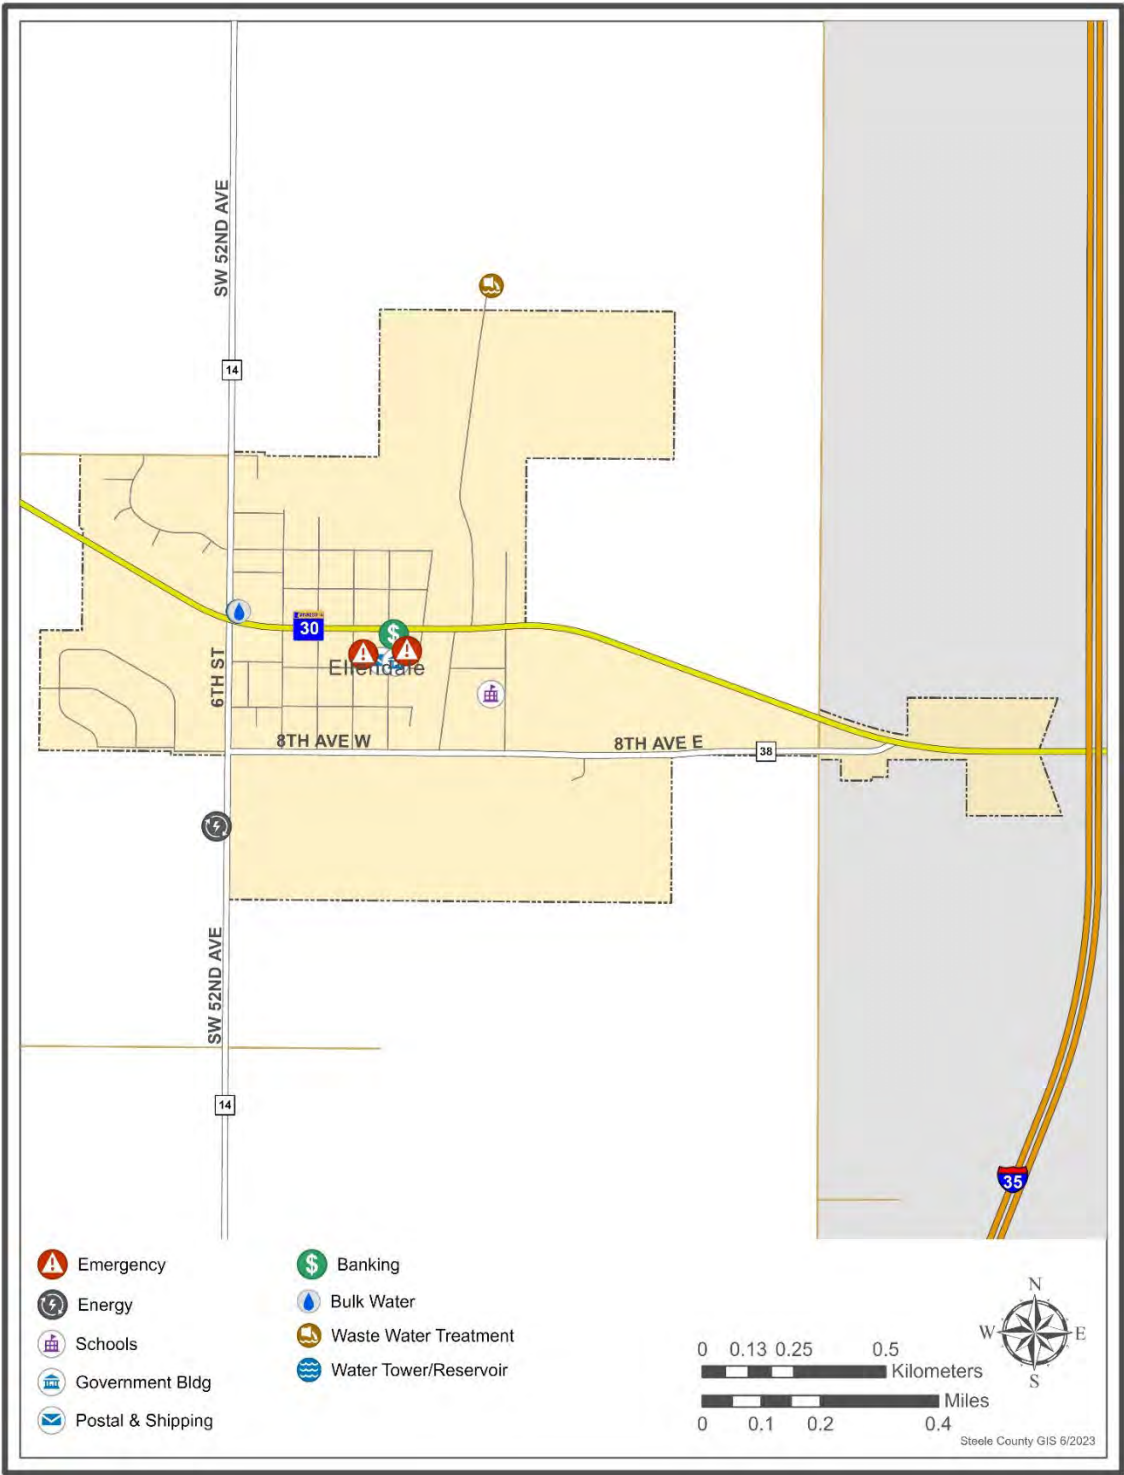 SW 52ND AVE
14
30
$
Ellendale
6TH ST
8TH AVE W
8TH AVE E
38
SW 52ND AVE
14
35
Emergency
Energy
Schools
Government Bldg
Postal & Shipping
$ Banking
Bulk Water
Waste Water Treatment
Water Tower/Reservoir
N
W E
S
0 0.13 0.25 0.5
Kilometers
Miles
0 0.1 0.2 0.4
Steele County GIS 6/2023